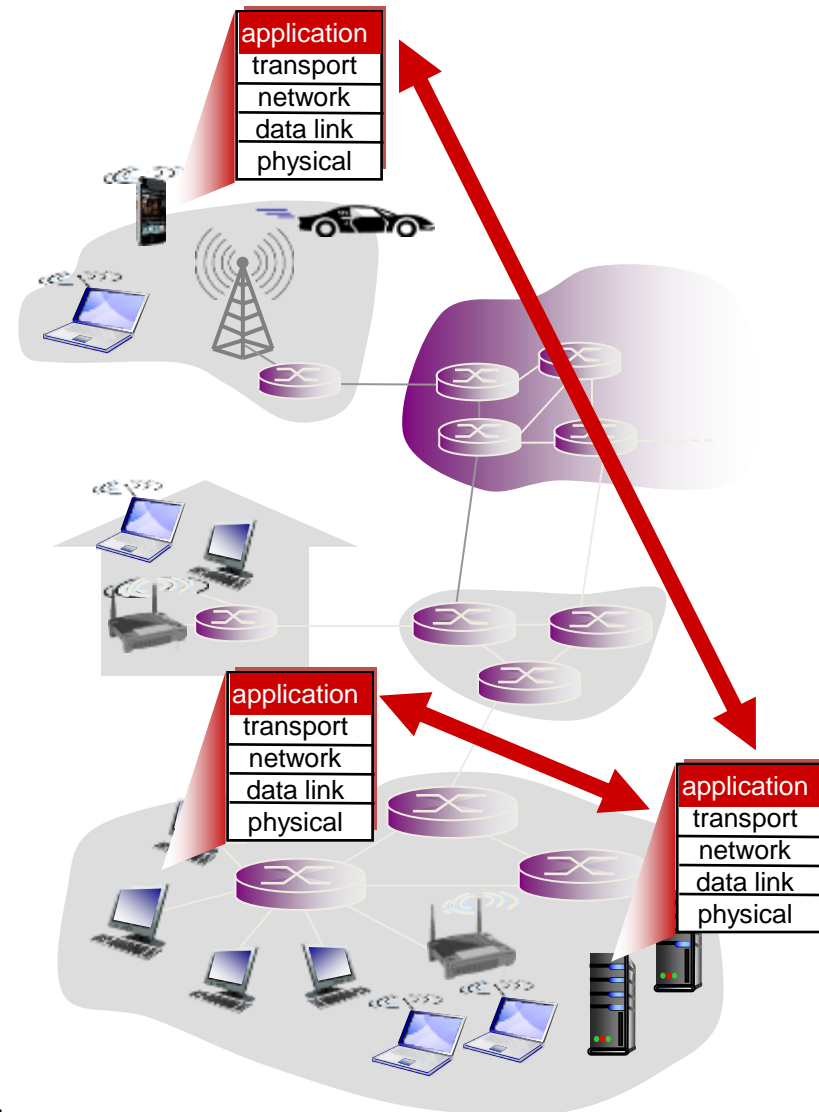 application
transport
network
data link
physical
application
transport
network
data link
physical
application
transport
network
data link
physical